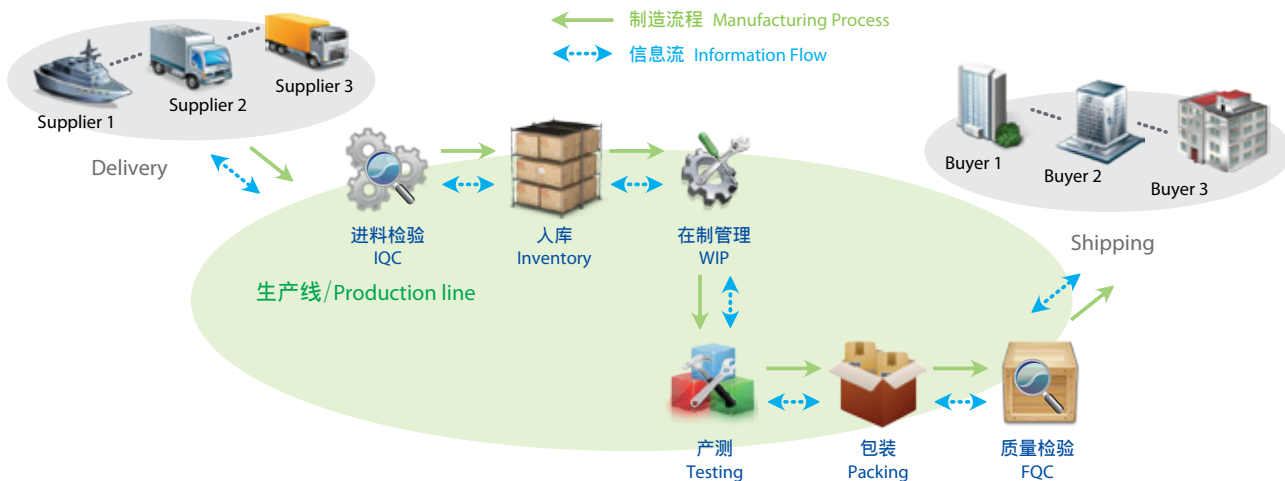 制造流程 Manufacturing Process
信息流 Information Flow
Supplier 1
Supplier 2
Supplier 3
Delivery
Buyer 1
Buyer 2
Buyer 3
Shipping
进料检验
IQC
入库
Inventory
在制管理
WIP
生产线/Production line
产测
Testing
包装
Packing
质量检验
FQC